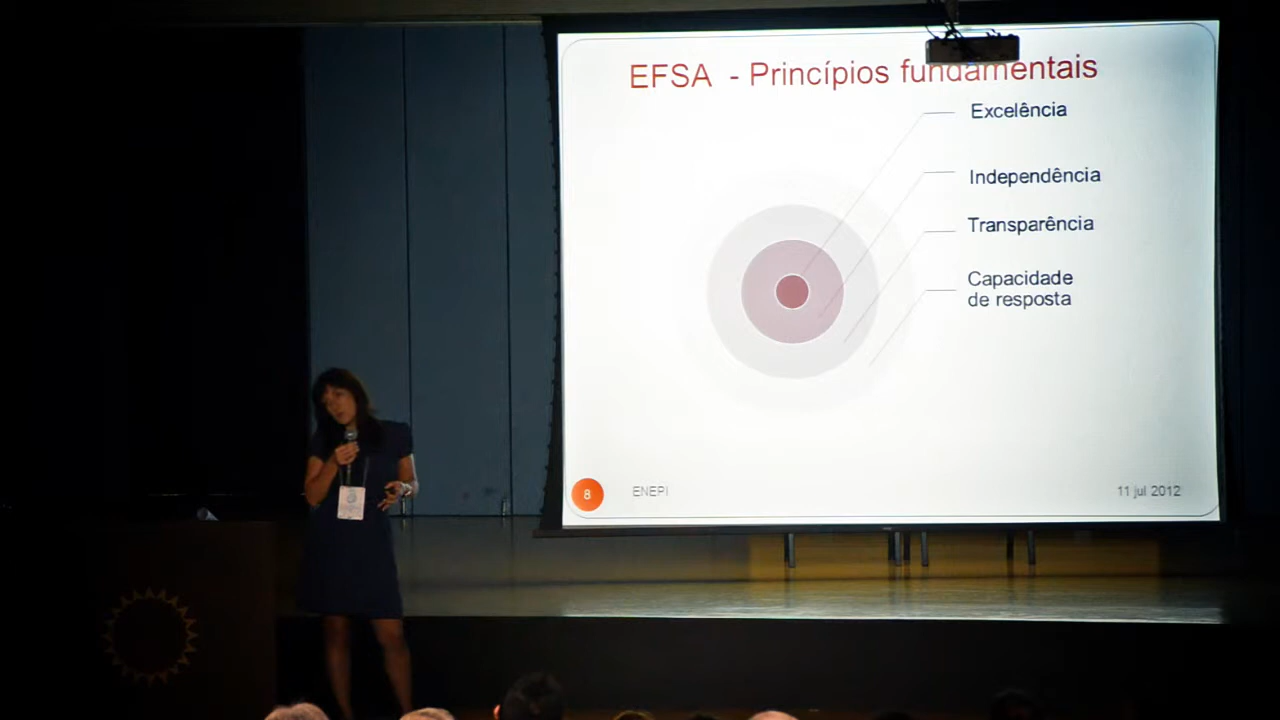 EFSA - Princípios fundamentais
Excelência
Independência
Transparência
Capacidade
de resposta
8
ENEPI
11 jul 2012